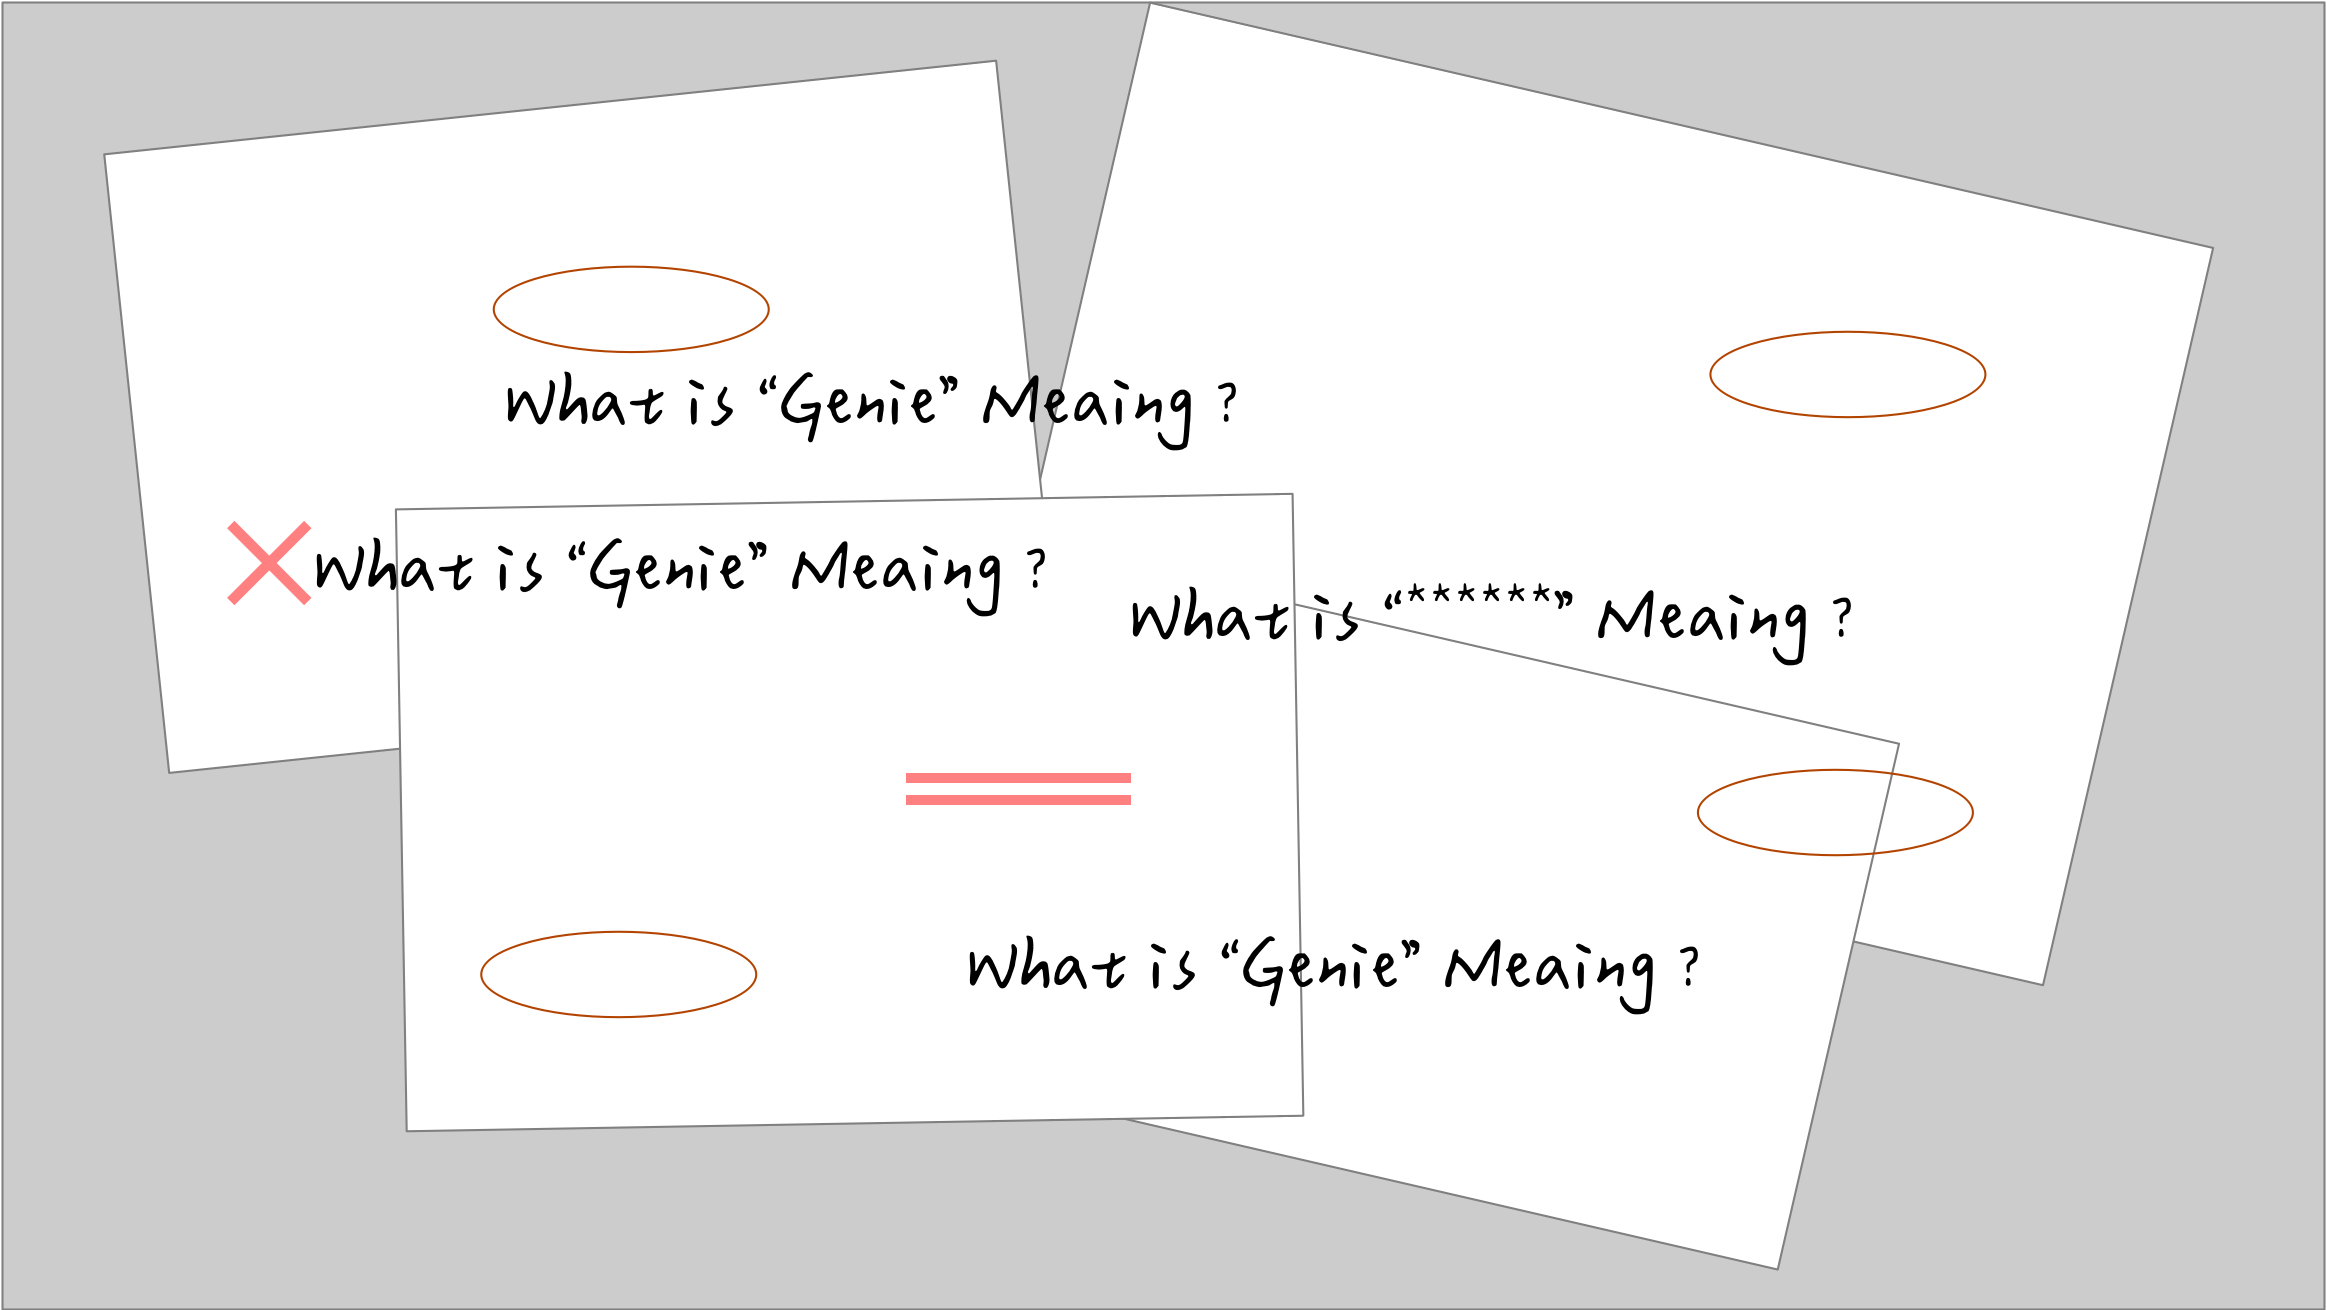 What is “Genie” Meaing ?
What is “Genie” Meaing ?
What is “******” Meaing ?
What is “Genie” Meaing ?